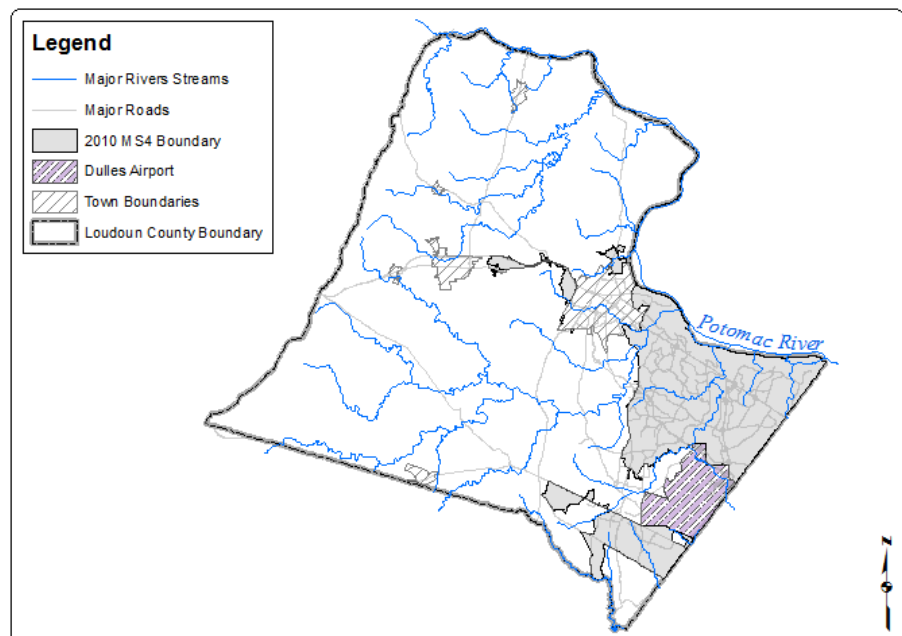 Legend
Major Rivers Streams
Major Roads
2010 MS4 Boundary
Dulles Airport
Town Boundaries
Loudoun County Boundary
Potomac River
N